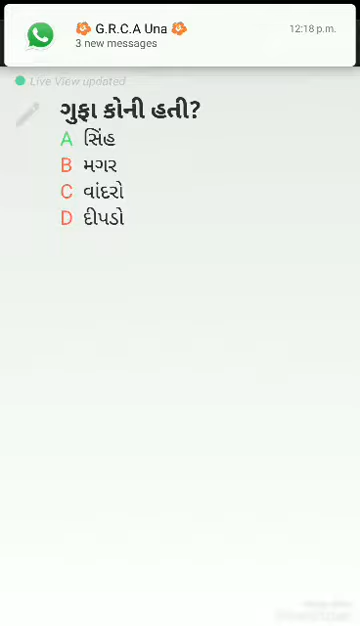 G.R.C.A Una
12:18 p.m.
3 new messages
Live View updated
ગુફા કોની હતી?
A સિંહ
B મગર
C વાંદરો
D દીપડો